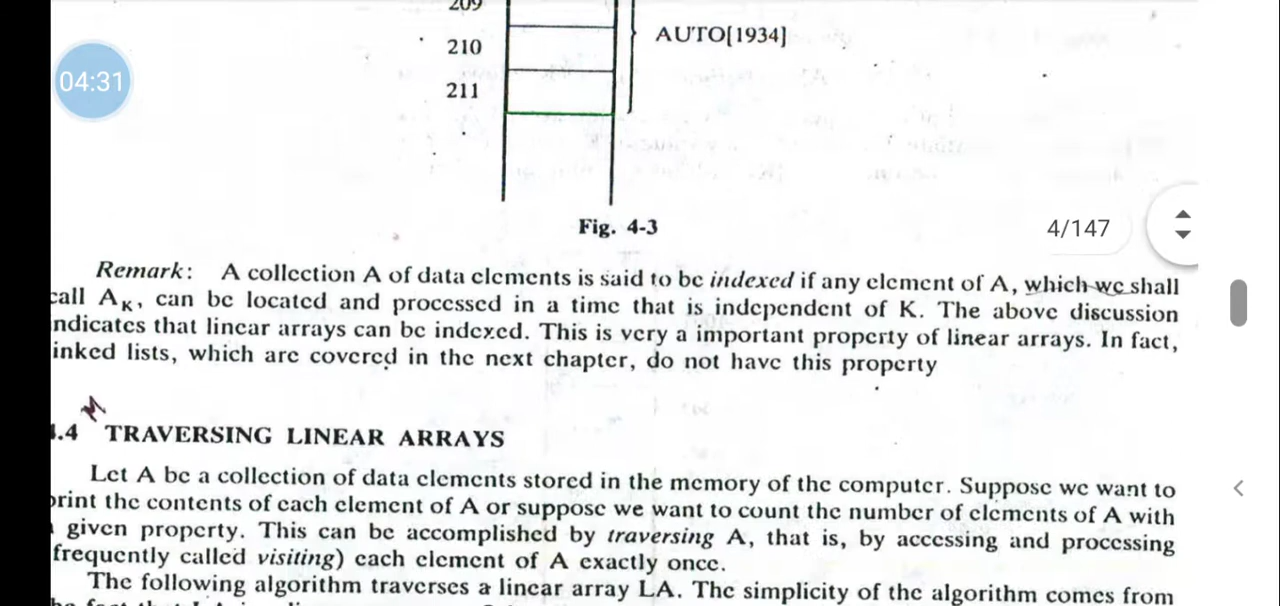 209
210
AUTO[1934]
04:31
211
Fig. 4-3
4/147
Remark: A collection A of data elements is said to be indexed if any element of A, which we shall
call AK, can be located and processed in a time that is independent of K. The above discussion
ndicates that linear arrays can be indexed. This is very a important property of linear arrays. In fact,
inked lists, which are covered in the next chapter, do not have this property
.4 TRAVERSING LINEAR ARRAYS
Let A be a collection of data elements stored in the memory of the computer. Suppose we want to
print the contents of each element of A or suppose we want to count the number of elements of A with
given property. This can be accomplished by traversing A, that is, by accessing and processing
frequently called visiting) each element of A exactly once.
The following algorithm traverses a linear array LA. The simplicity of the algorithm comes from